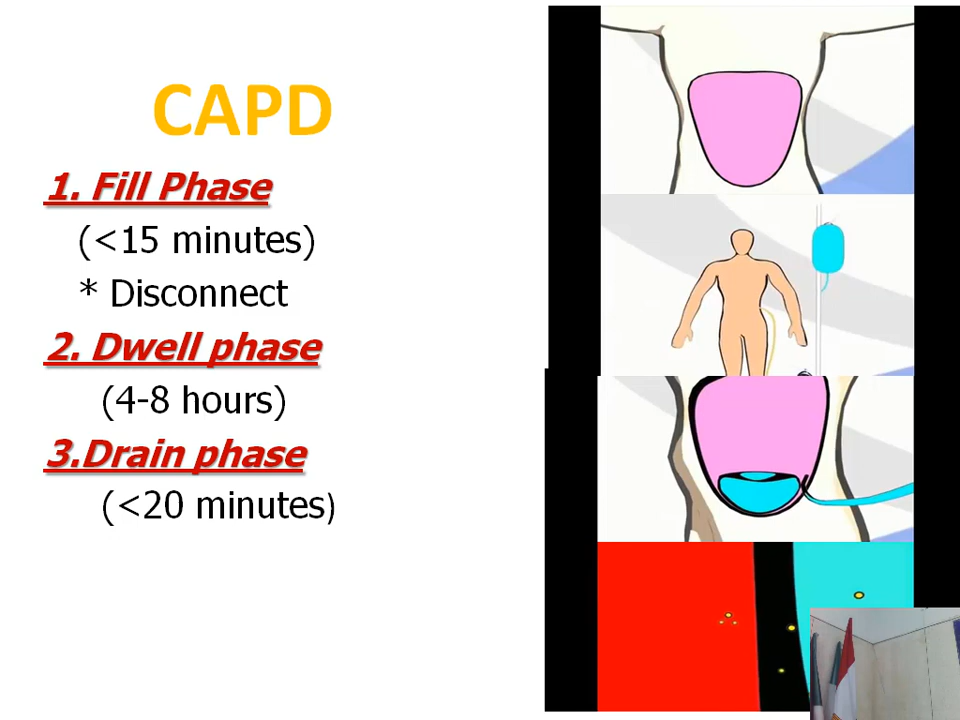 CAPD
1. Fill Phase
(<15 minutes)
* Disconnect
2. Dwell phase
(4-8 hours)
3.Drain phase
(<20 minutes)